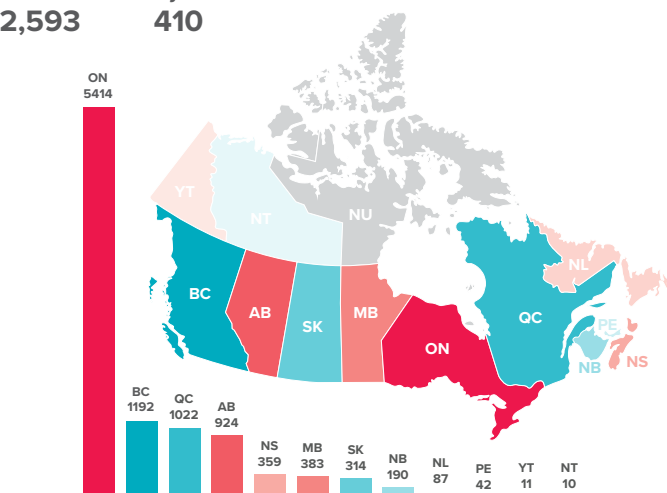 2,593 410
ON
5414
YT
NT
NU
BC
AB
SK
MB
ON
QC
NL
PE
NB
NS
BC
1192
QC
1022
AB
924
NS
359
MB
383
SK
314
NB
190
NL
87
PE
42
YT
11
NT
10